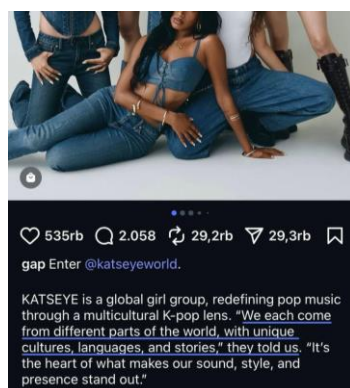 535rb 2.058 29,2rb 29,3rb
gap Enter @katseyeworld.
KATSEYE is a global girl group, redefining pop music
through a multicultural K-pop lens. “We each come
from different parts of the world, with unique
cultures, languages, and stories,” they told us. “It’s
the heart of what makes our sound, style, and
presence stand out.”